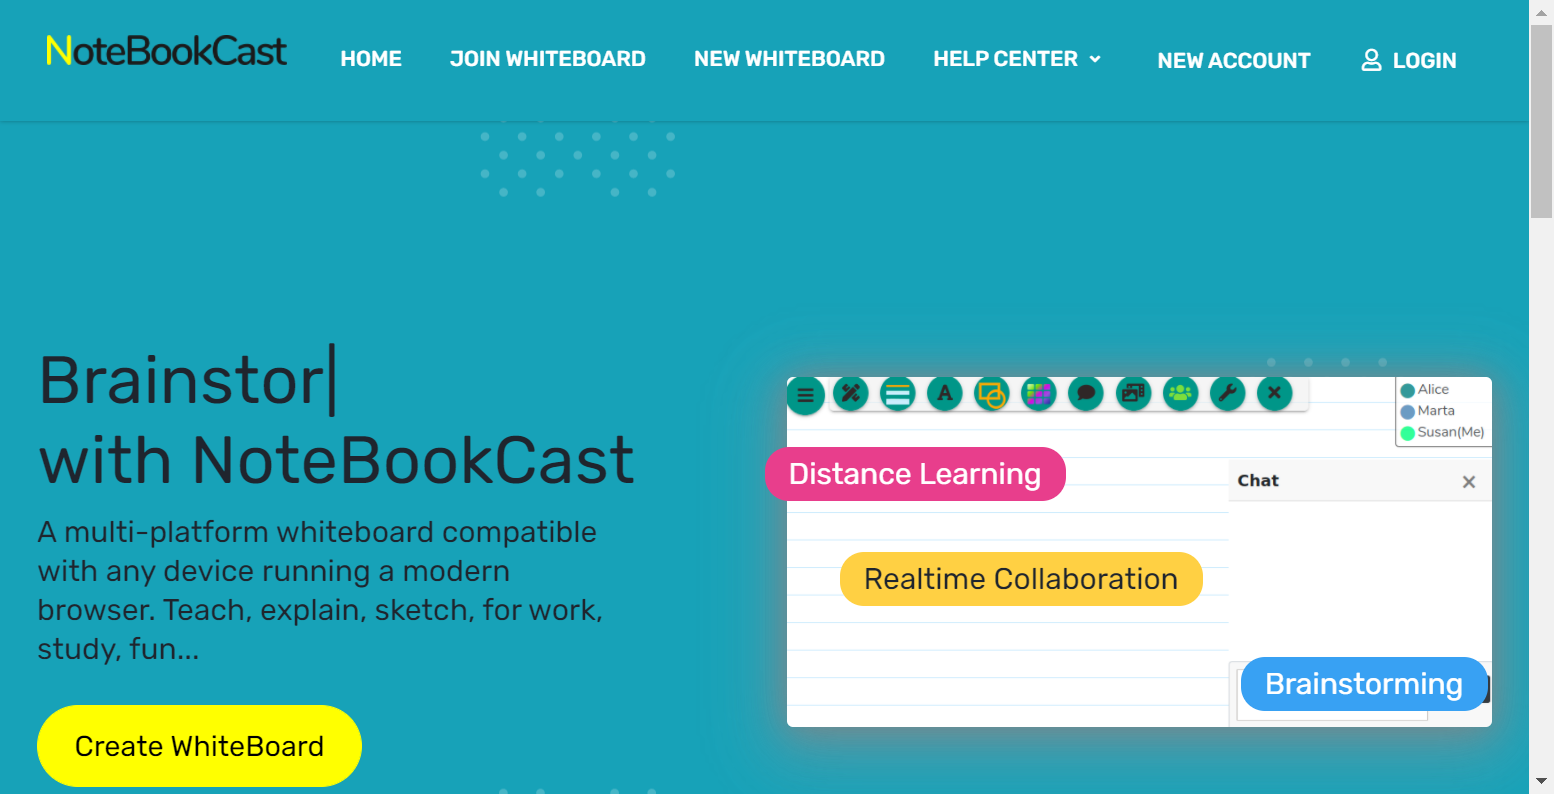 NoteBookCast
HOME
JOIN WHITEBOARD
NEW WHITEBOARD
HELP CENTER
NEW ACCOUNT
LOGIN
Brainstor
with NoteBookCast
A multi-platform whiteboard compatible
with any device running a modern
browser. Teach, explain, sketch, for work,
study, fun...
Create WhiteBoard
A
Alice
Marta
Susan(Me)
Distance Learning
Chat
Realtime Collaboration
Brainstorming